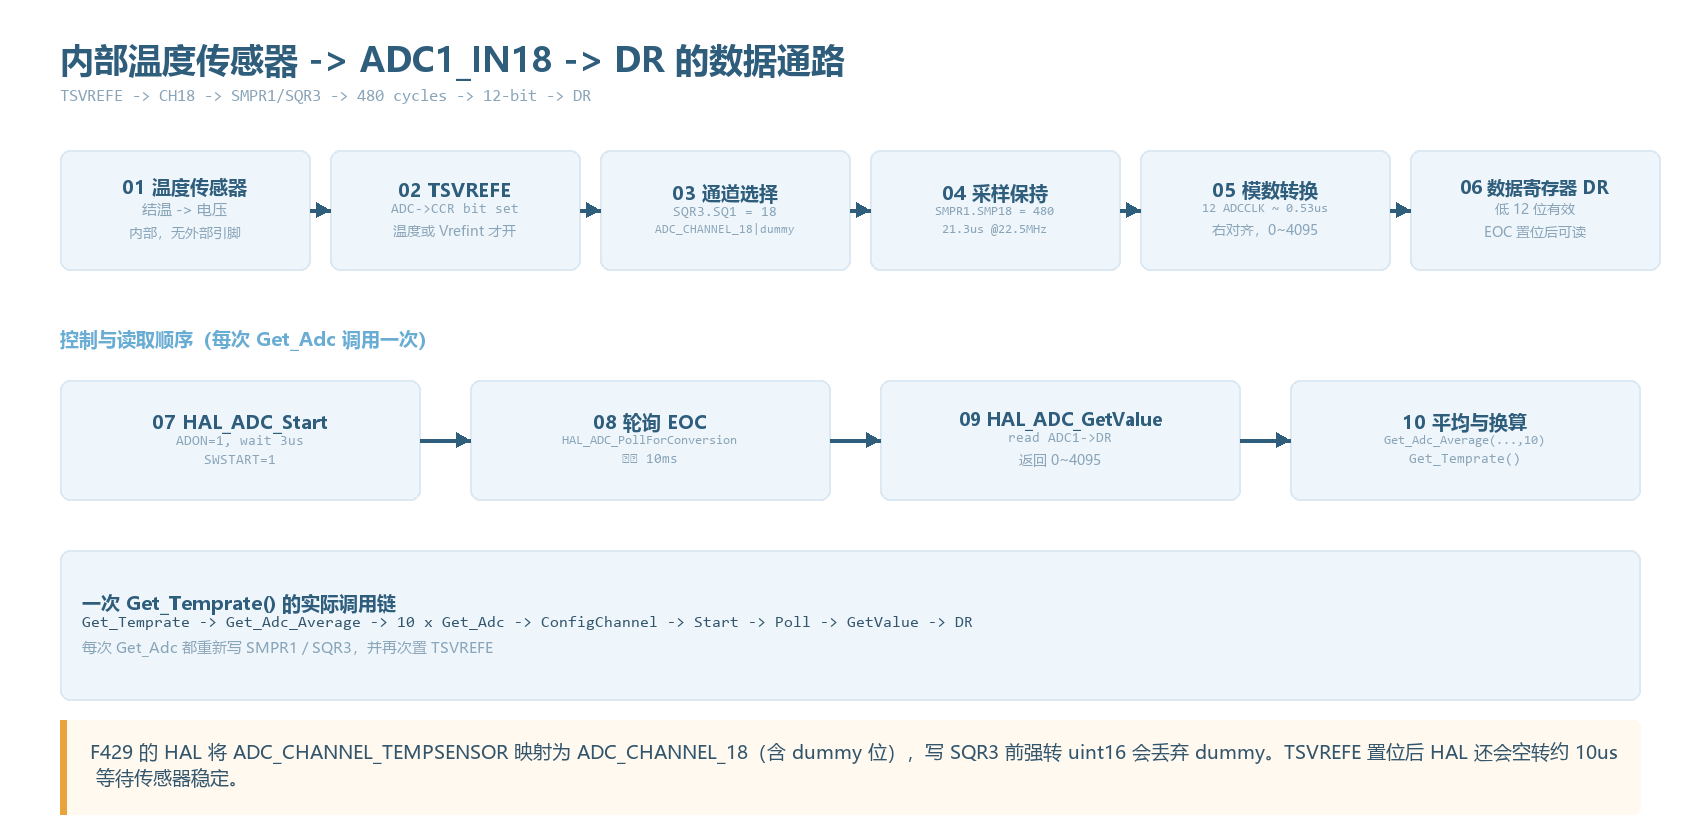 内部温度传感器 -> ADC1_IN18 -> DR 的数据通路
TSVREFE -> CH18 -> SMPR1/SQR3 -> 480 cycles -> 12-bit -> DR
01 温度传感器
结温 -> 电压
内部，无外部引脚
02 TSVREFE
ADC->CCR bit set
温度或 Vrefint 才开
03 通道选择
SQR3.SQ1 = 18
ADC_CHANNEL_18|dummy
04 采样保持
SMPR1.SMP18 = 480
21.3us @22.5MHz
05 模数转换
12 ADCCLK ~ 0.53us
右对齐，0~4095
06 数据寄存器 DR
低 12 位有效
EOC 置位后可读
控制与读取顺序（每次 Get_Adc 调用一次）
07 HAL_ADC_Start
ADON=1, wait 3us
SWSTART=1
08 轮询 EOC
HAL_ADC_PollForConversion
10ms
09 HAL_ADC_GetValue
read ADC1->DR
返回 0~4095
10 平均与换算
Get_Adc_Average(...,10)
Get_Temprate()
一次 Get_Temprate() 的实际调用链
Get_Temprate -> Get_Adc_Average -> 10 x Get_Adc -> ConfigChannel -> Start -> Poll -> GetValue -> DR
每次 Get_Adc 都重新写 SMPR1 / SQR3，并再次置 TSVREFE
F429 的 HAL 将 ADC_CHANNEL_TEMPSENSOR 映射为 ADC_CHANNEL_18（含 dummy 位），写 SQR3 前强转 uint16 会丢弃 dummy。TSVREFE 置位后 HAL 还会空转约 10us
等待传感器稳定。